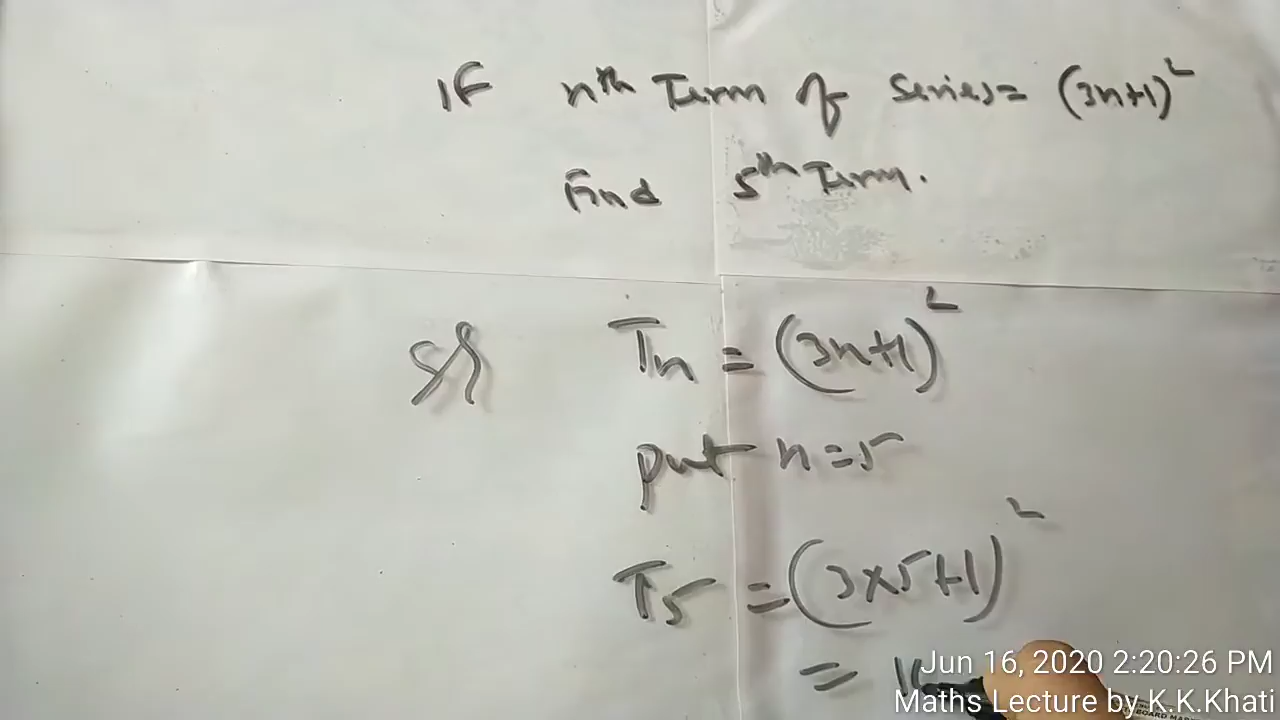 IF nth Term of Series = (3n+1)²
Find 5th Term.
Sol
Tn = (3n+1)²
put n=5
T5 = (3×5+1)²
= 16
Jun 16, 2020 2:20:26 PM
Maths Lecture by K.K.Khati